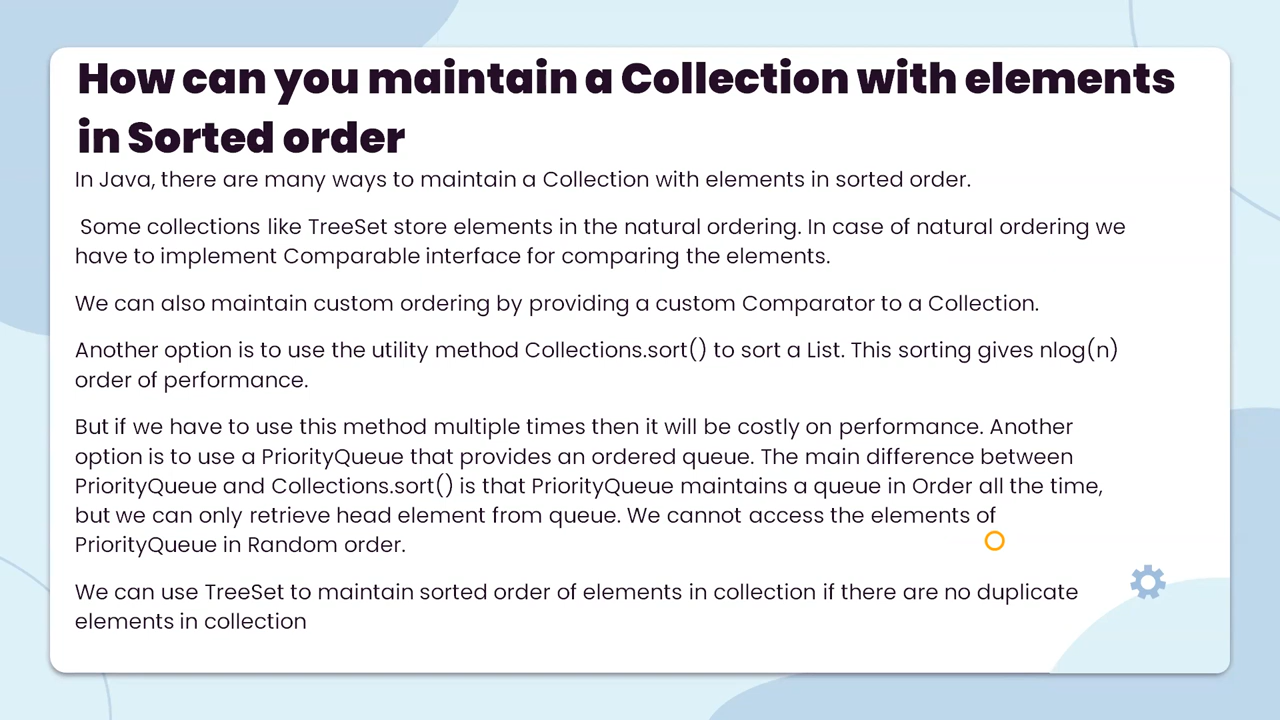 How can you maintain a Collection with elements
in Sorted order
In Java, there are many ways to maintain a Collection with elements in sorted order.
Some collections like TreeSet store elements in the natural ordering. In case of natural ordering we
have to implement Comparable interface for comparing the elements.
We can also maintain custom ordering by providing a custom Comparator to a Collection.
Another option is to use the utility method Collections.sort() to sort a List. This sorting gives nlog(n)
order of performance.
But if we have to use this method multiple times then it will be costly on performance. Another
option is to use a PriorityQueue that provides an ordered queue. The main difference between
PriorityQueue and Collections.sort() is that PriorityQueue maintains a queue in Order all the time,
but we can only retrieve head element from queue. We cannot access the elements of
PriorityQueue in Random order.
We can use TreeSet to maintain sorted order of elements in collection if there are no duplicate
elements in collection